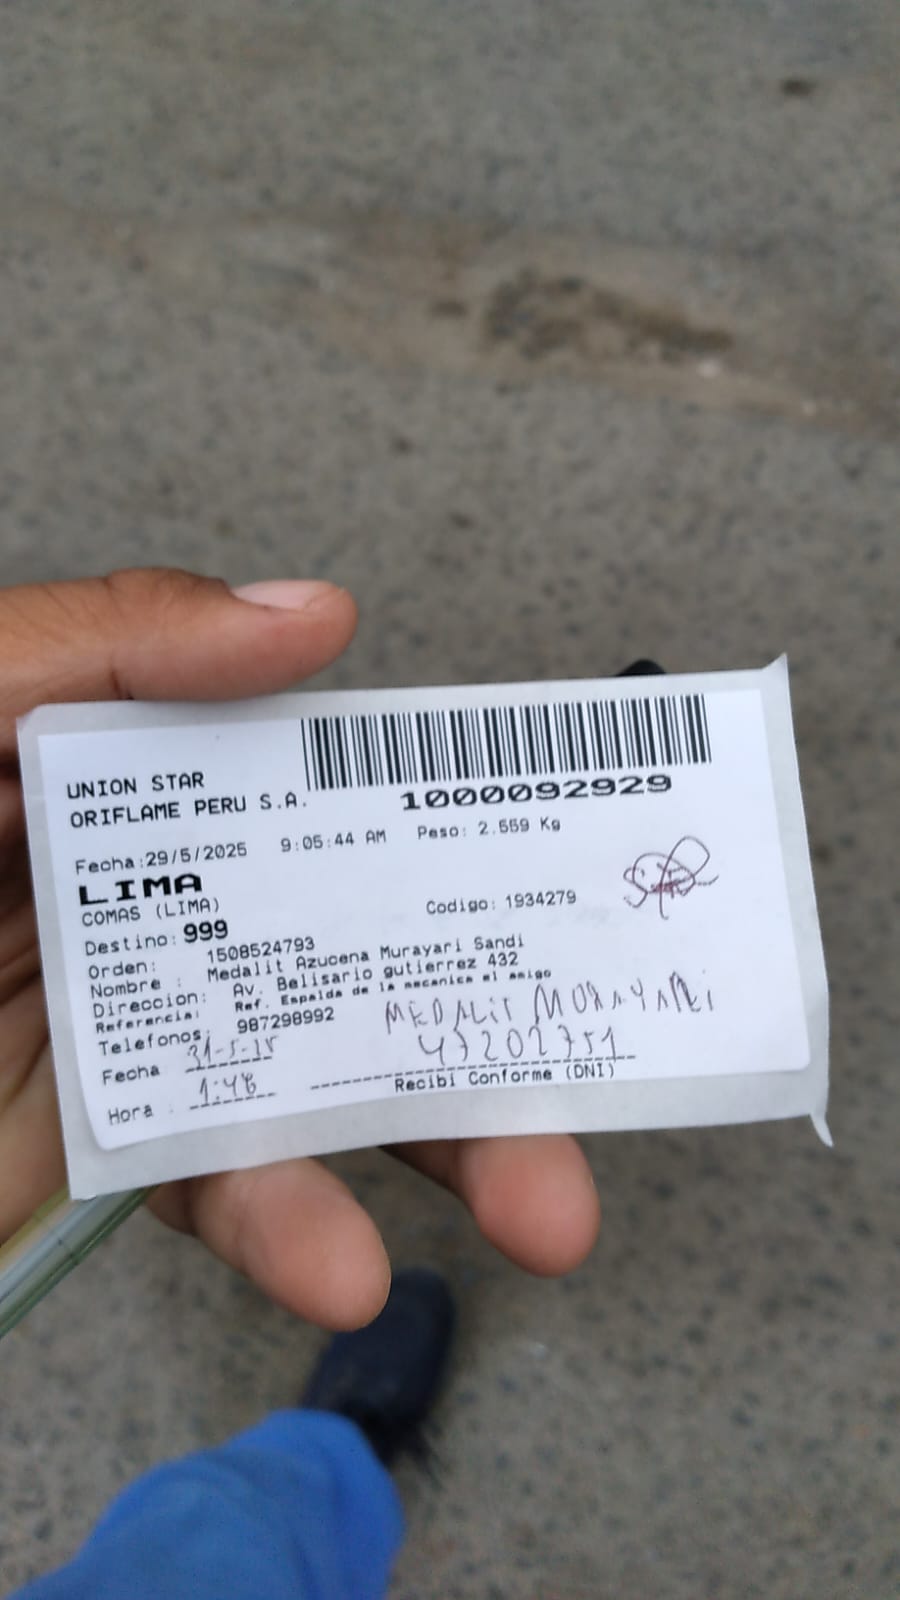 UNION STAR
ORIFLAME PERU S.A.
1000092929
Fecha:29/5/2025 9:05:44 AM Peso: 2.559 Kg
LIMA
COMAS (LIMA)
Codigo: 1934279
Destino: 999
Orden: 1508524793
Nombre : Medalit Azucena Murayari Sandi
Direccion: Av. Belisario gutierrez 432
Referencia: Ref. Espalda de la mecanica el amigo
Telefonos: 987298992
MEDALIT MURAYARI
Fecha 31-5-25
47202751
Hora : 1:48
Recibi Conforme (DNI)